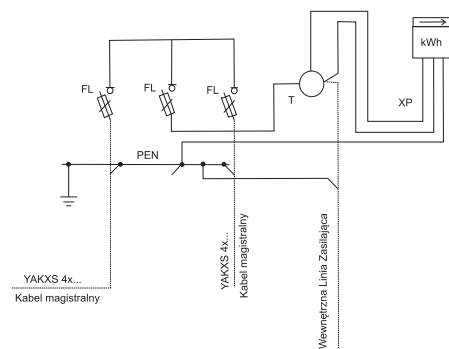 kWh
FL
FL
FL
T
XP
PEN
YAKXS 4x...
Kabel magistralny
YAKXS 4x...
Kabel magistralny
Wewnętrzna Linia Zasilająca